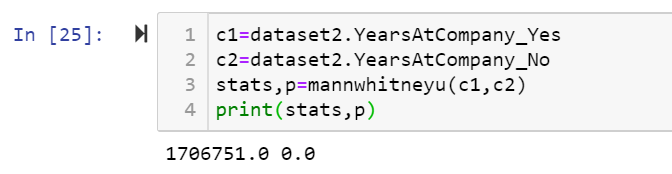 In [25]:
1 c1=dataset2.YearsAtCompany_Yes
2 c2=dataset2.YearsAtCompany_No
3 stats,p=mannwhitneyu(c1,c2)
4 print(stats,p)
1706751.0 0.0